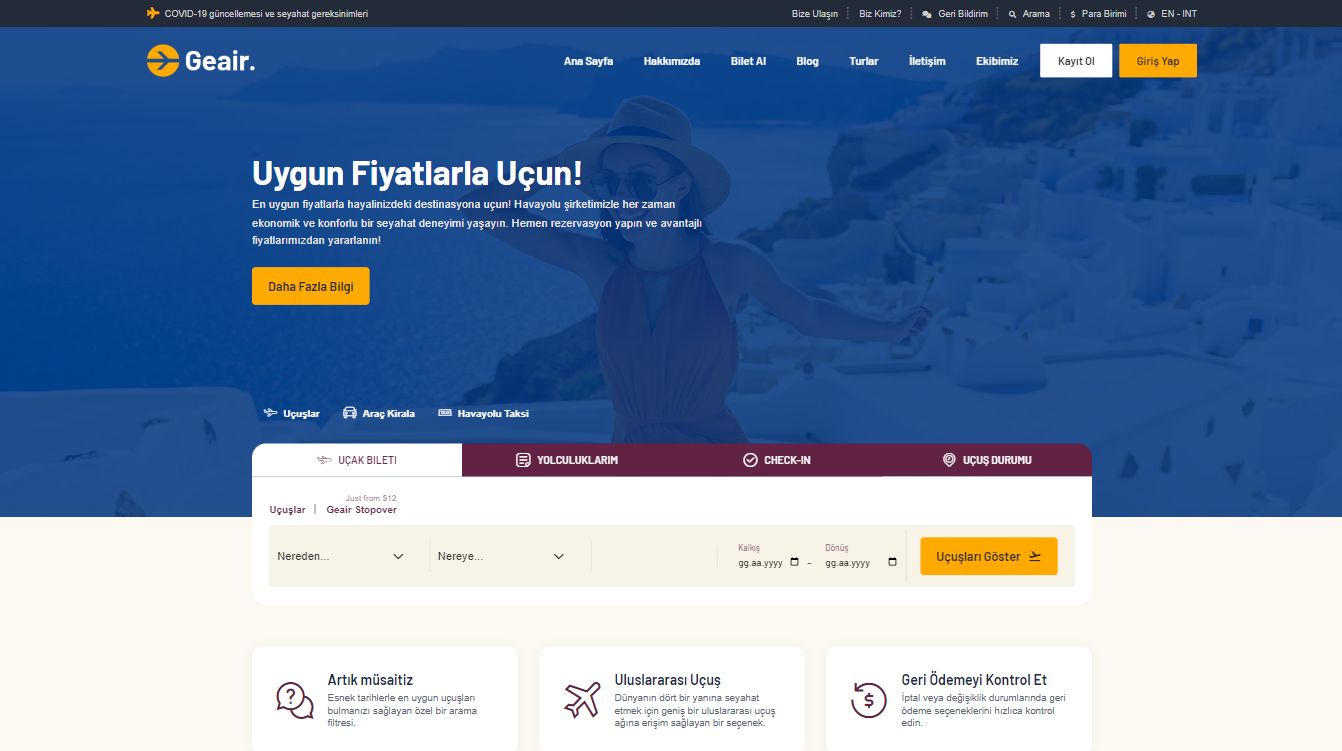 COVID-19 güncellemesi ve seyahat gereksinimleri
Bize Ulaşın Biz Kimiz? Geri Bildirim Arama $ Para Birimi EN - INT
Geair.
Ana Sayfa Hakkımızda Bilet Al Blog Turlar İletişim Ekibimiz Kayıt Ol Giriş Yap
Uygun Fiyatlarla Uçun!
En uygun fiyatlarla hayalinizdeki destinasyona uçun! Havayolu şirketimizle her zaman
ekonomik ve konforlu bir seyahat deneyimi yaşayın. Hemen rezervasyon yapın ve avantajlı
fiyatlarımızdan yararlanın!
Daha Fazla Bilgi
Uçuşlar Araç Kirala Havayolu Taksi
UÇAK BILETI YOLCULUKLARIM CHECK-IN UÇUŞ DURUMU
Just from $12
Uçuşlar | Geair Stopover
Nereden... Nereye...
Kalkış Dönüş
gg.aa.yyyy - gg.aa.yyyy
Uçuşları Göster
Artık müsaitiz
Esnek tarihlerle en uygun uçuşları
bulmanızı sağlayan özel bir arama
filtresi.
Uluslararası Uçuş
Dünyanın dört bir yanına seyahat
etmek için geniş bir uluslararası uçuş
ağına erişim sağlayan bir seçenek.
Geri Ödemeyi Kontrol Et
İptal veya değişiklik durumlarında geri
ödeme seçeneklerini hızlıca kontrol
edin.